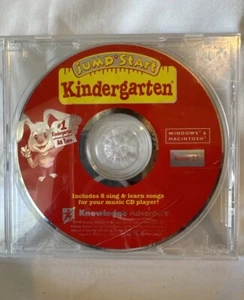 Jump Start
Kindergarten
WINDOWS &
MACINTOSH
#1
Includes 8 sing & learn songs
for your music CD player!
Knowledge Adventure